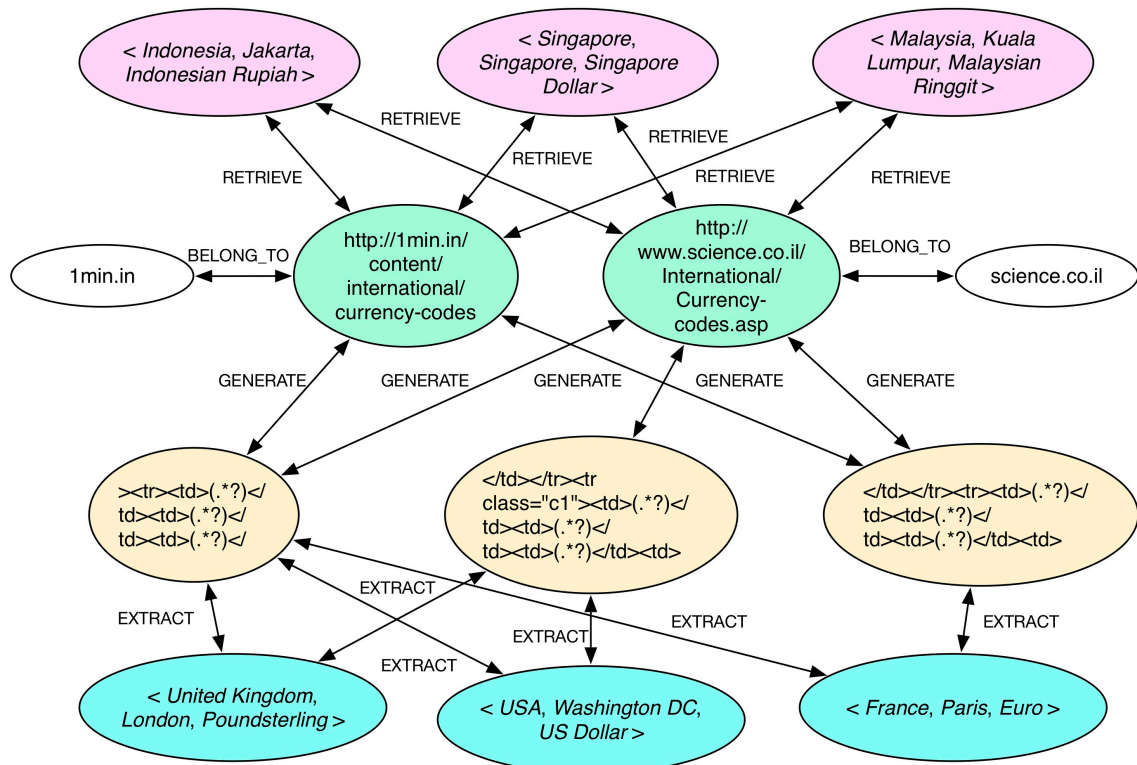 < Indonesia, Jakarta,
Indonesian Rupiah >
< Singapore,
Singapore, Singapore
Dollar >
< Malaysia, Kuala
Lumpur, Malaysian
Ringgit >
RETRIEVE
RETRIEVE
RETRIEVE
RETRIEVE
RETRIEVE
RETRIEVE
1min.in
BELONG_TO
http://1min.in/
content/
international/
currency-codes
http://
www.science.co.il/
International/
Currency-
codes.asp
BELONG_TO
science.co.il
GENERATE
GENERATE
GENERATE
GENERATE
GENERATE
><tr><td>(.*?)</
td><td>(.*?)</
td><td>(.*?)</
</td></tr><tr
class="c1"><td>(.*?)</
td><td>(.*?)</
td><td>(.*?)</td><td>
</td></tr><tr><td>(.*?)</
td><td>(.*?)</
td><td>(.*?)</td><td>
EXTRACT
EXTRACT
EXTRACT
EXTRACT
EXTRACT
EXTRACT
< United Kingdom,
London, Poundsterling >
< USA, Washington DC,
US Dollar >
< France, Paris, Euro >